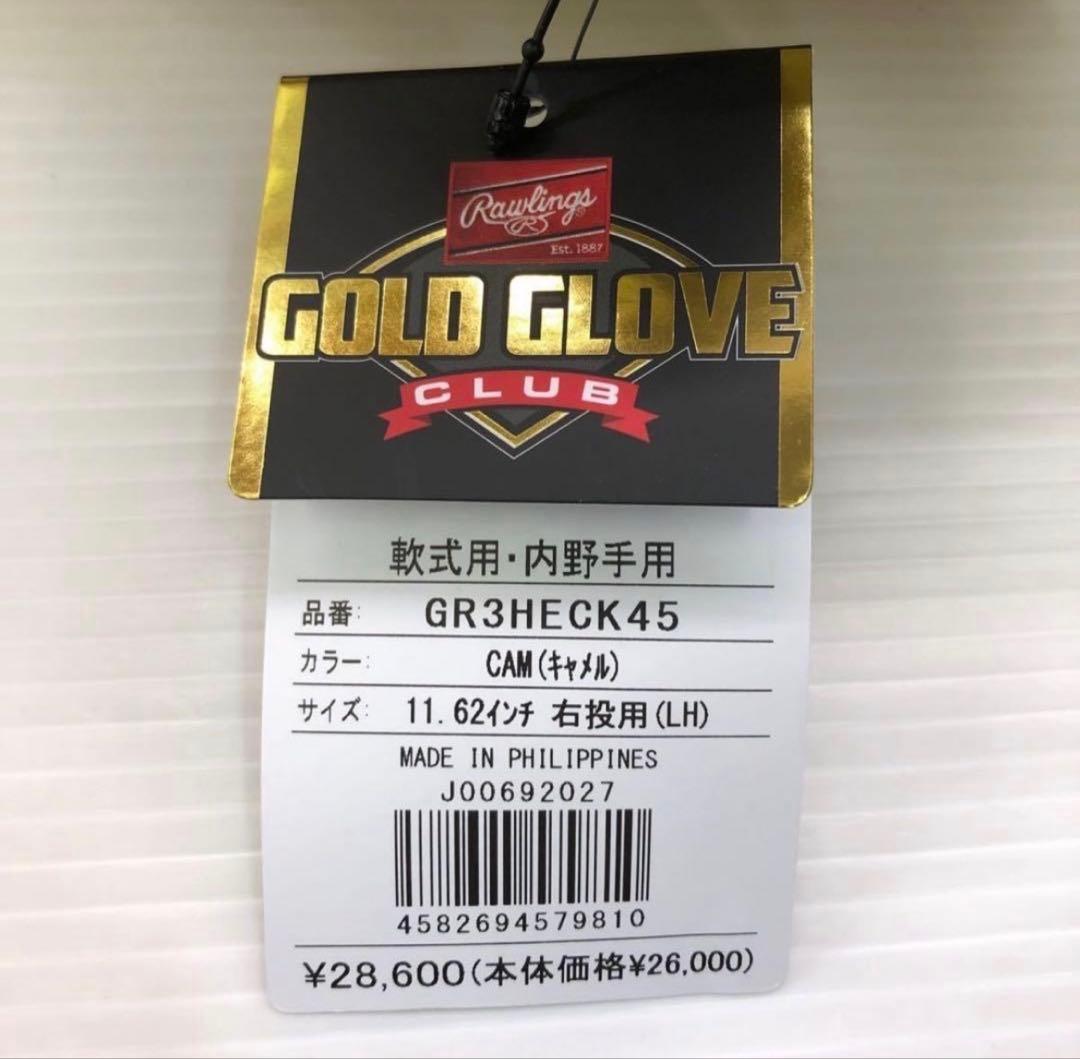 Rawlings®
R
Est. 1887
GOLD GLOVE
CLUB
軟式用・内野手用
品番: GR3HECK45
カラー: CAM(ｷｬﾒﾙ)
サイズ: 11.62ｲﾝﾁ 右投用(LH)
MADE IN PHILIPPINES
J00692027
4582694579810
¥28,600(本体価格¥26,000)